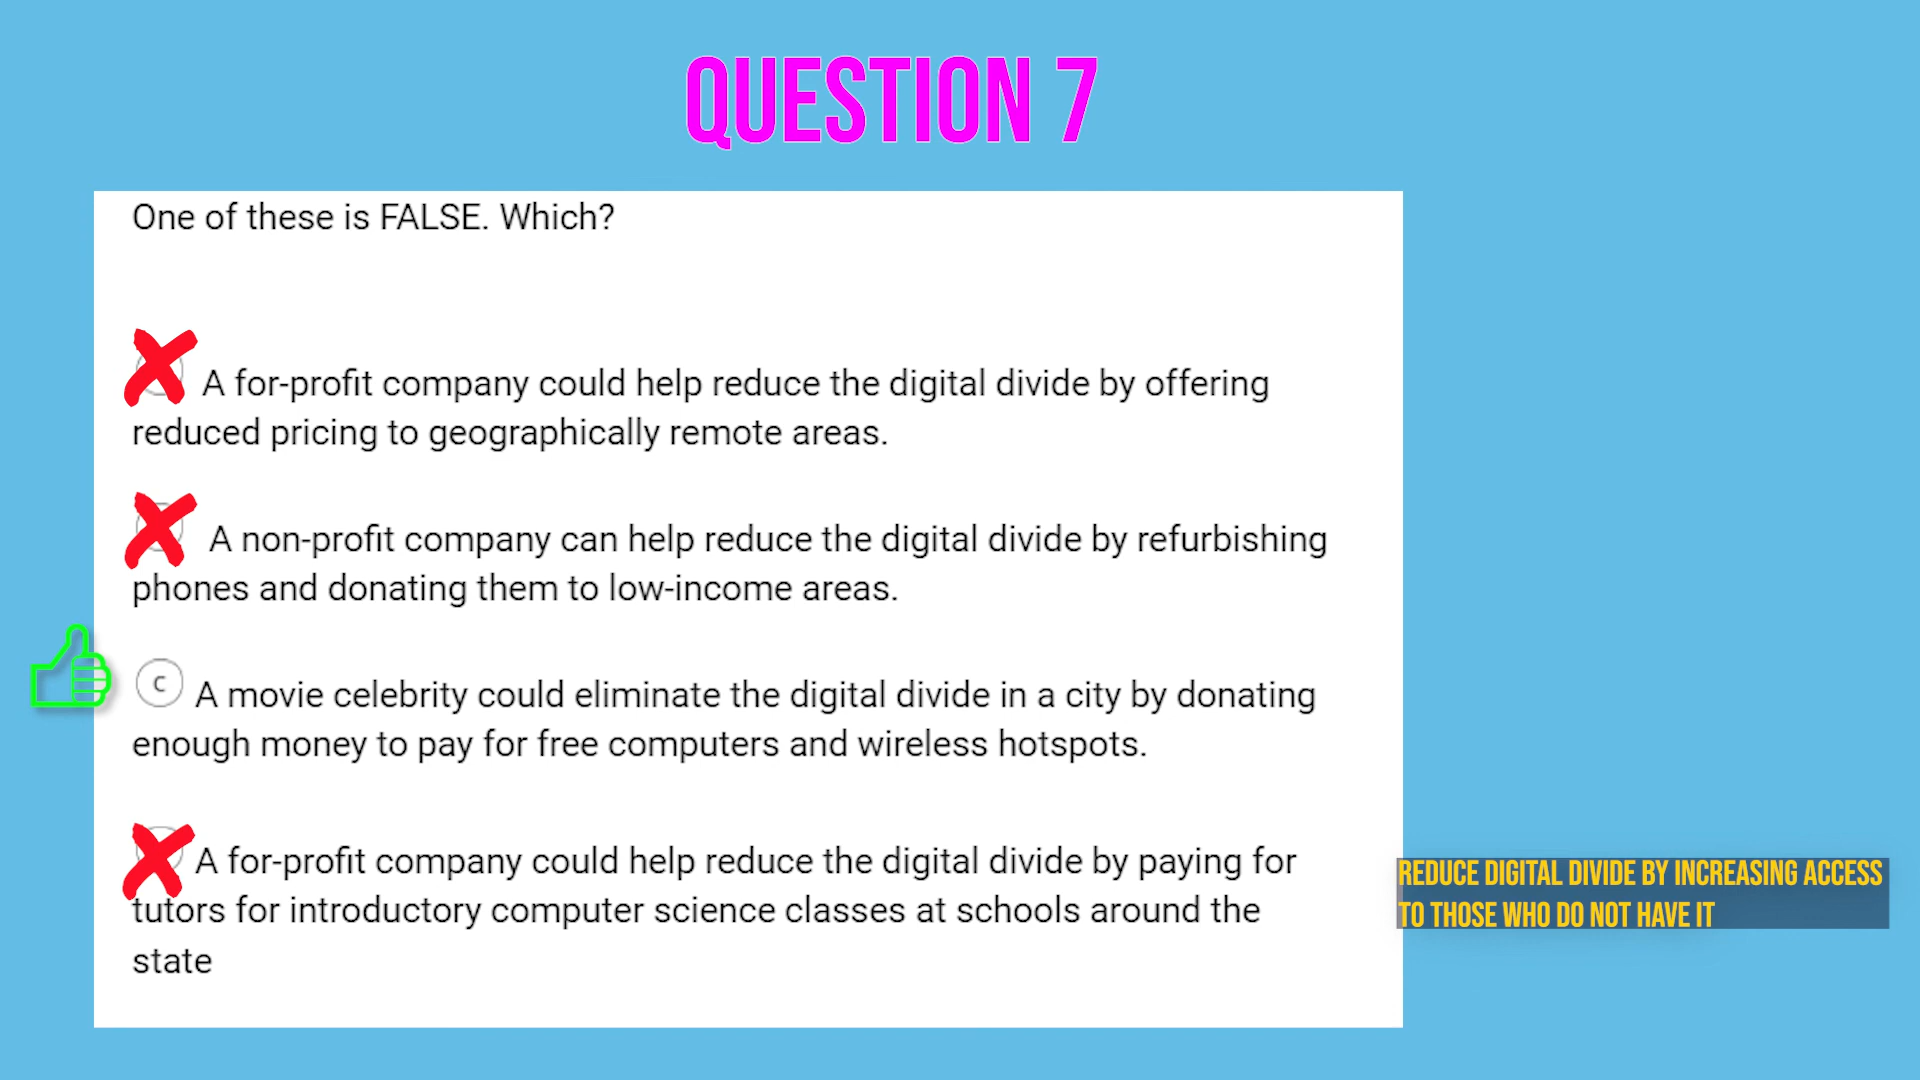 QUESTION 7
One of these is FALSE. Which?
A for-profit company could help reduce the digital divide by offering
reduced pricing to geographically remote areas.
A non-profit company can help reduce the digital divide by refurbishing
phones and donating them to low-income areas.
C A movie celebrity could eliminate the digital divide in a city by donating
enough money to pay for free computers and wireless hotspots.
A for-profit company could help reduce the digital divide by paying for
tutors for introductory computer science classes at schools around the
state
REDUCE DIGITAL DIVIDE BY INCREASING ACCESS
TO THOSE WHO DO NOT HAVE IT